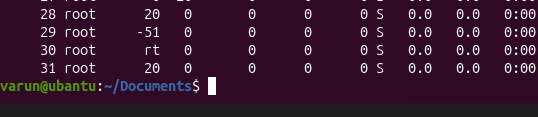 28 root 20 0 0 0 0 S 0.0 0.0 0:00
29 root -51 0 0 0 0 S 0.0 0.0 0:00
30 root rt 0 0 0 0 S 0.0 0.0 0:00
31 root 20 0 0 0 0 S 0.0 0.0 0:00
varun@ubantu:~/Documents$